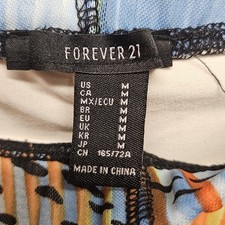 FOREVER 21
US M
CA M
MX/ECU M
BR M
EU M
UK M
KR M
JP M
CN 165/72A
MADE IN CHINA